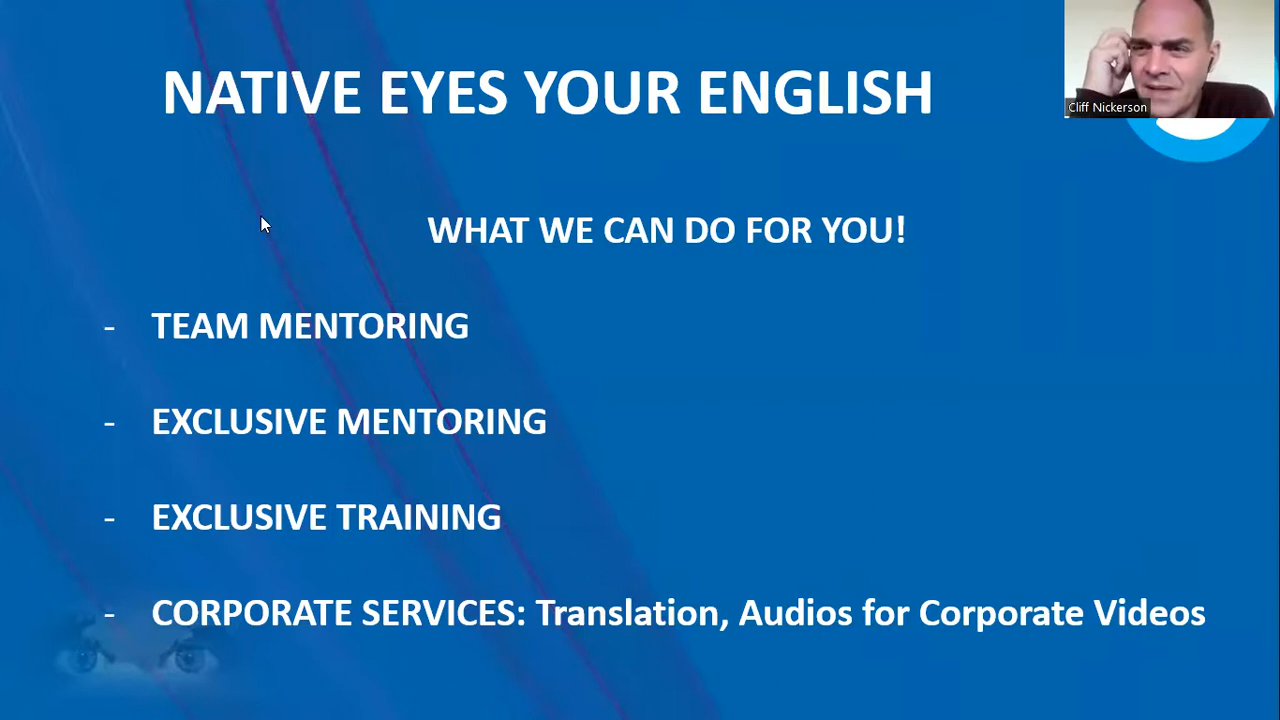 NATIVE EYES YOUR ENGLISH
Cliff Nickerson
WHAT WE CAN DO FOR YOU!
- TEAM MENTORING
- EXCLUSIVE MENTORING
- EXCLUSIVE TRAINING
- CORPORATE SERVICES: Translation, Audios for Corporate Videos